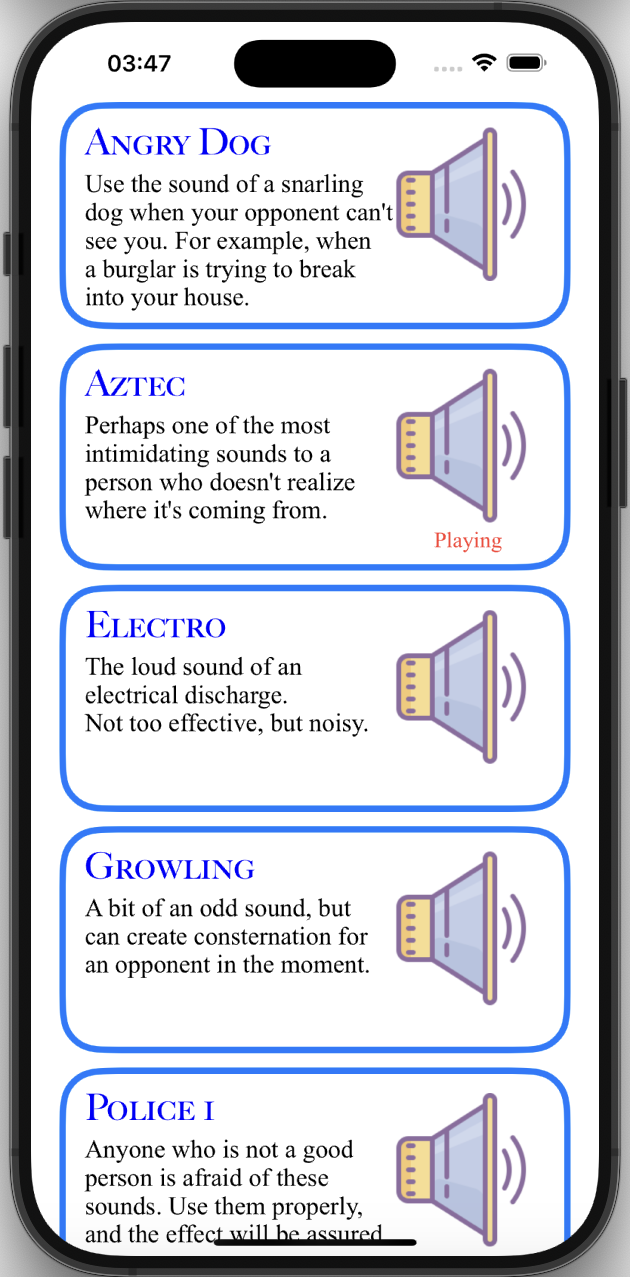 03:47
Angry Dog
Use the sound of a snarling
dog when your opponent can't
see you. For example, when
a burglar is trying to break
into your house.
Aztec
Perhaps one of the most
intimidating sounds to a
person who doesn't realize
where it's coming from.
Playing
Electro
The loud sound of an
electrical discharge.
Not too effective, but noisy.
Growling
A bit of an odd sound, but
can create consternation for
an opponent in the moment.
Police 1
Anyone who is not a good
person is afraid of these
sounds. Use them properly,
and the effect will be assured